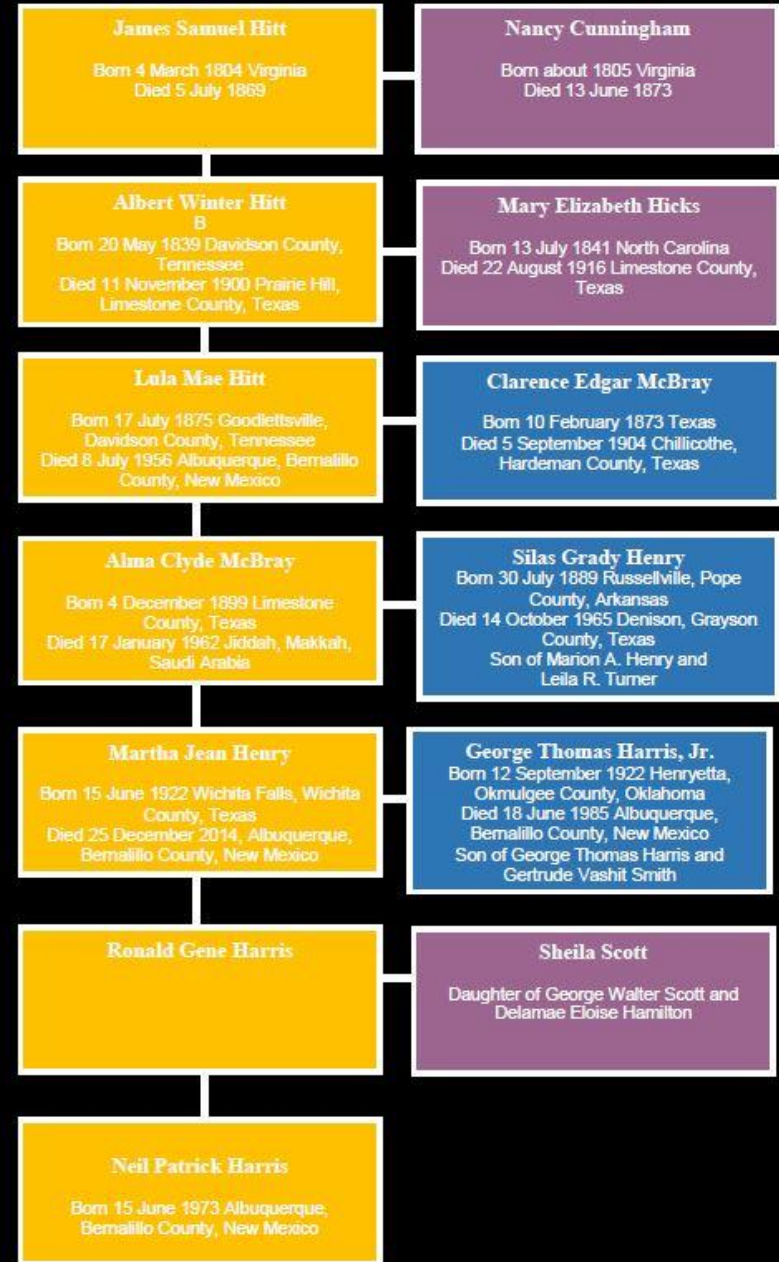 James Samuel Hitt
Born 4 March 1804 Virginia
Died 5 July 1869
Nancy Cunningham
Born about 1805 Virginia
Died 13 June 1873
Albert Winter Hitt
B
Born 20 May 1839 Davidson County,
Tennessee
Died 11 November 1900 Prairie Hill,
Limestone County, Texas
Mary Elizabeth Hicks
Born 13 July 1841 North Carolina
Died 22 August 1916 Limestone County,
Texas
Lula Mae Hitt
Born 17 July 1875 Goodlettsville,
Davidson County, Tennessee
Died 8 July 1956 Albuquerque, Bernalillo
County, New Mexico
Clarence Edgar McBray
Born 10 February 1873 Texas
Died 5 September 1904 Chillicothe,
Hardeman County, Texas
Alma Clyde McBray
Born 4 December 1899 Limestone
County, Texas
Died 17 January 1962 Jiddah, Makkah,
Saudi Arabia
Silas Grady Henry
Born 30 July 1889 Russellville, Pope
County, Arkansas
Died 14 October 1965 Denison, Grayson
County, Texas
Son of Marion A. Henry and
Leila R. Turner
Martha Jean Henry
Born 15 June 1922 Wichita Falls, Wichita
County, Texas
Died 25 December 2014, Albuquerque,
Bernalillo County, New Mexico
George Thomas Harris, Jr.
Born 12 September 1922 Henryetta,
Okmulgee County, Oklahoma
Died 18 June 1985 Albuquerque,
Bernalillo County, New Mexico
Son of George Thomas Harris and
Gertrude Vashit Smith
Ronald Gene Harris
Sheila Scott
Daughter of George Walter Scott and
Delamae Eloise Hamilton
Neil Patrick Harris
Born 15 June 1973 Albuquerque,
Bernalillo County, New Mexico